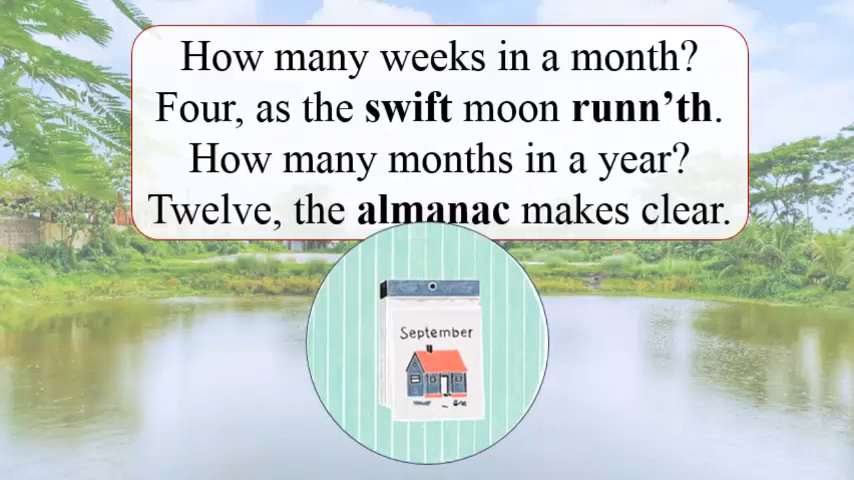 How many weeks in a month?
Four, as the swift moon runn’th.
How many months in a year?
Twelve, the almanac makes clear.
September